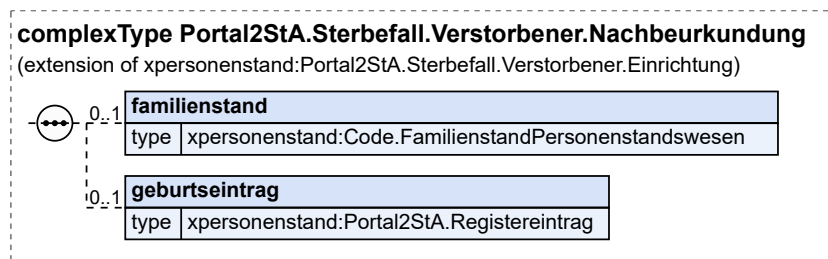 complexType Portal2StA.Sterbefall.Verstorbener.Nachbeurkundung
(extension of xpersonenstand:Portal2StA.Sterbefall.Verstorbener.Einrichtung)
0..1 familienstand
type xpersonenstand:Code.FamilienstandPersonenstandswesen
0..1 geburtseintrag
type xpersonenstand:Portal2StA.Registereintrag